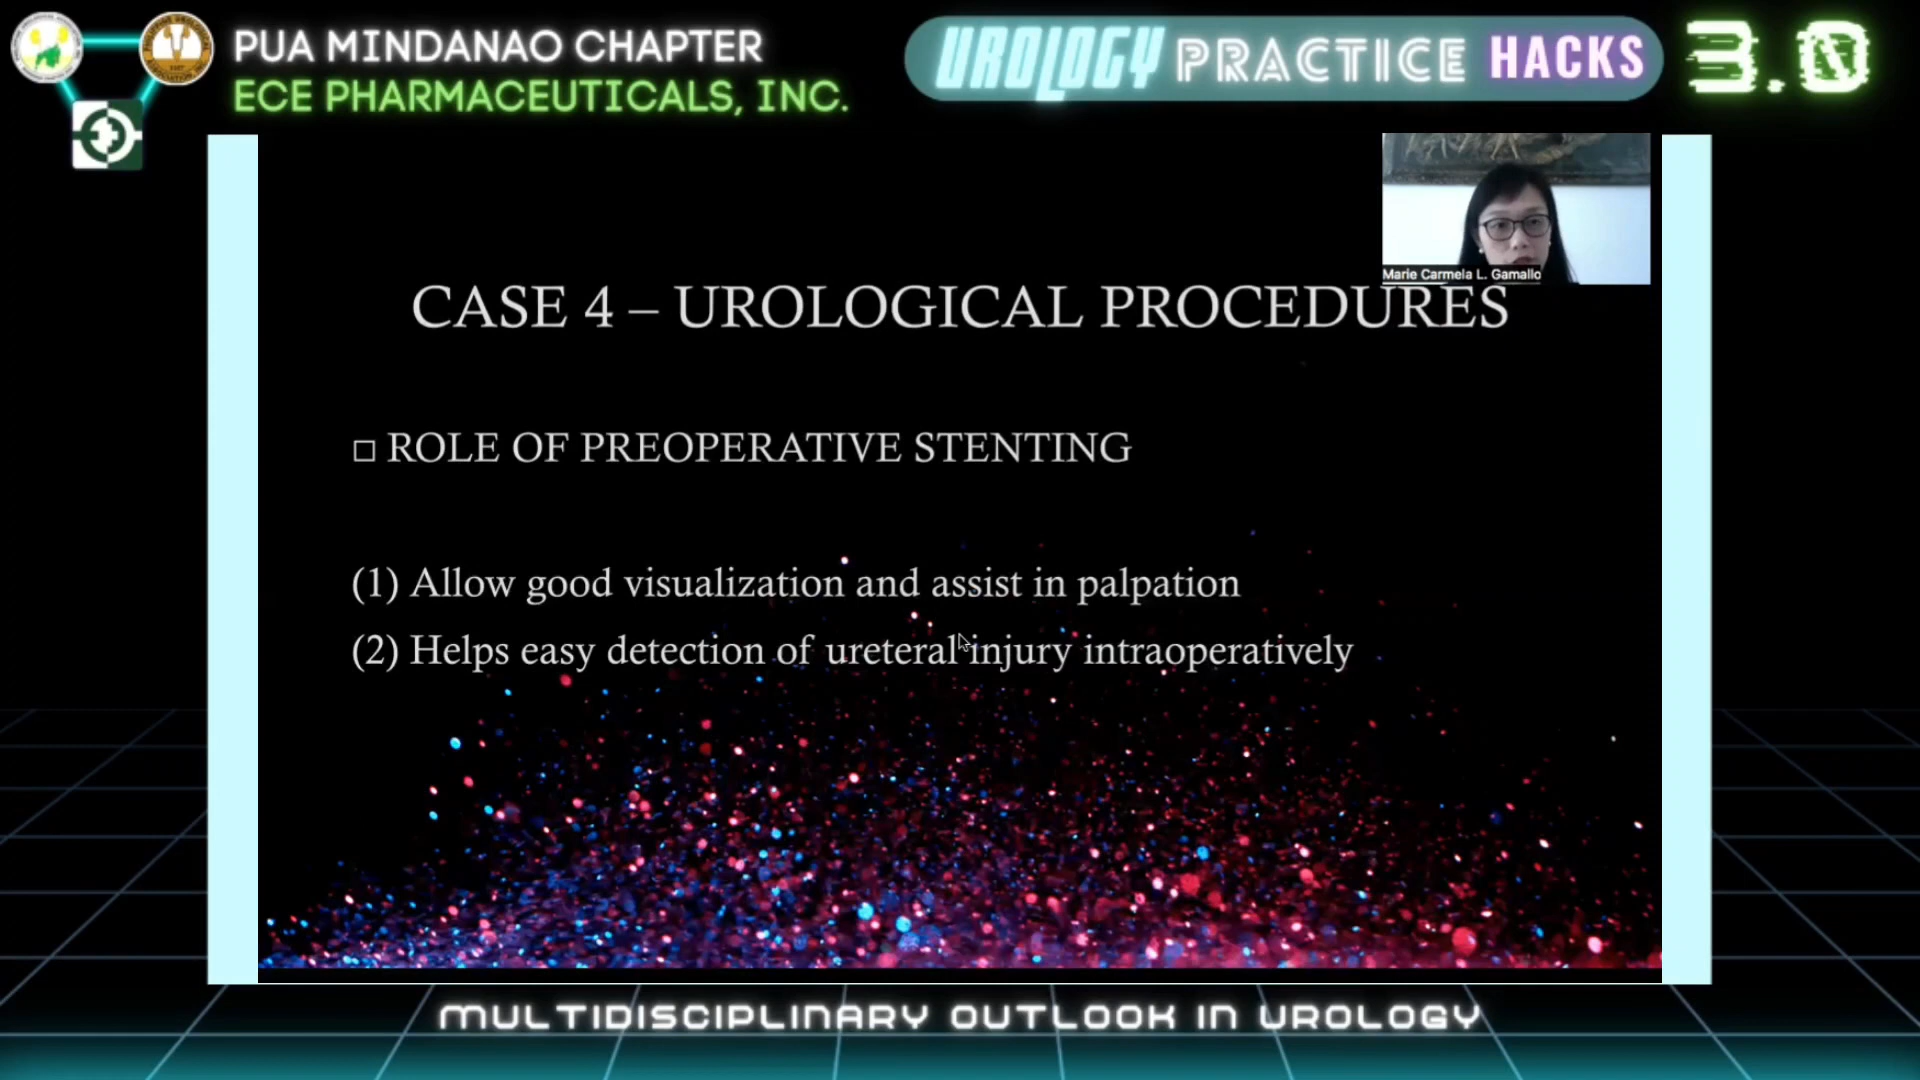 PUA MINDANAO CHAPTER
ECE PHARMACEUTICALS, INC.
UROLOGY PRACTICE HACKS 3.0
Marie Carmela L. Gamallo
CASE 4 – UROLOGICAL PROCEDURES
□ ROLE OF PREOPERATIVE STENTING
(1) Allow good visualization and assist in palpation
(2) Helps easy detection of ureteral injury intraoperatively
MULTIDISCIPLINARY OUTLOOK IN UROLOGY